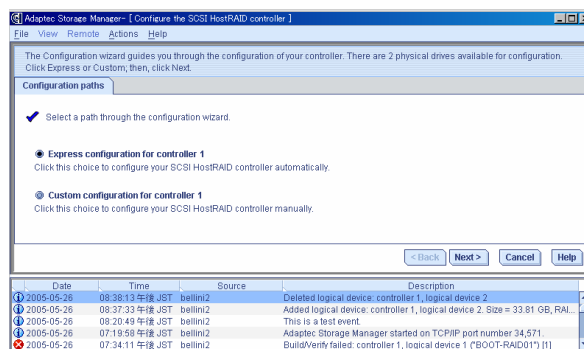 Adaptec Storage Manager- [ Configure the SCSI HostRAID controller ]
File View Remote Actions Help
The Configuration wizard guides you through the configuration of your controller. There are 2 physical drives available for configuration.
Click Express or Custom; then, click Next.
Configuration paths
Select a path through the configuration wizard.
Express configuration for controller 1
Click this choice to configure your SCSI HostRAID controller automatically.
Custom configuration for controller 1
Click this choice to configure your SCSI HostRAID controller manually.
< Back Next > Cancel Help
Date Time Source Description
2005-05-26 08:38:13 午後 JST bellini2 Deleted logical device: controller 1, logical device 2
2005-05-26 08:37:33 午後 JST bellini2 Added logical device: controller 1, logical device 2. Size = 33.81 GB, RAI...
2005-05-26 08:20:49 午後 JST bellini2 This is a test event.
2005-05-26 07:19:58 午後 JST bellini2 Adaptec Storage Manager started on TCP/IP port number 34,571.
2005-05-26 07:34:11 午後 JST bellini2 Build/Verify failed: controller 1, logical device 1 ("BOOT-RAID01") [1]